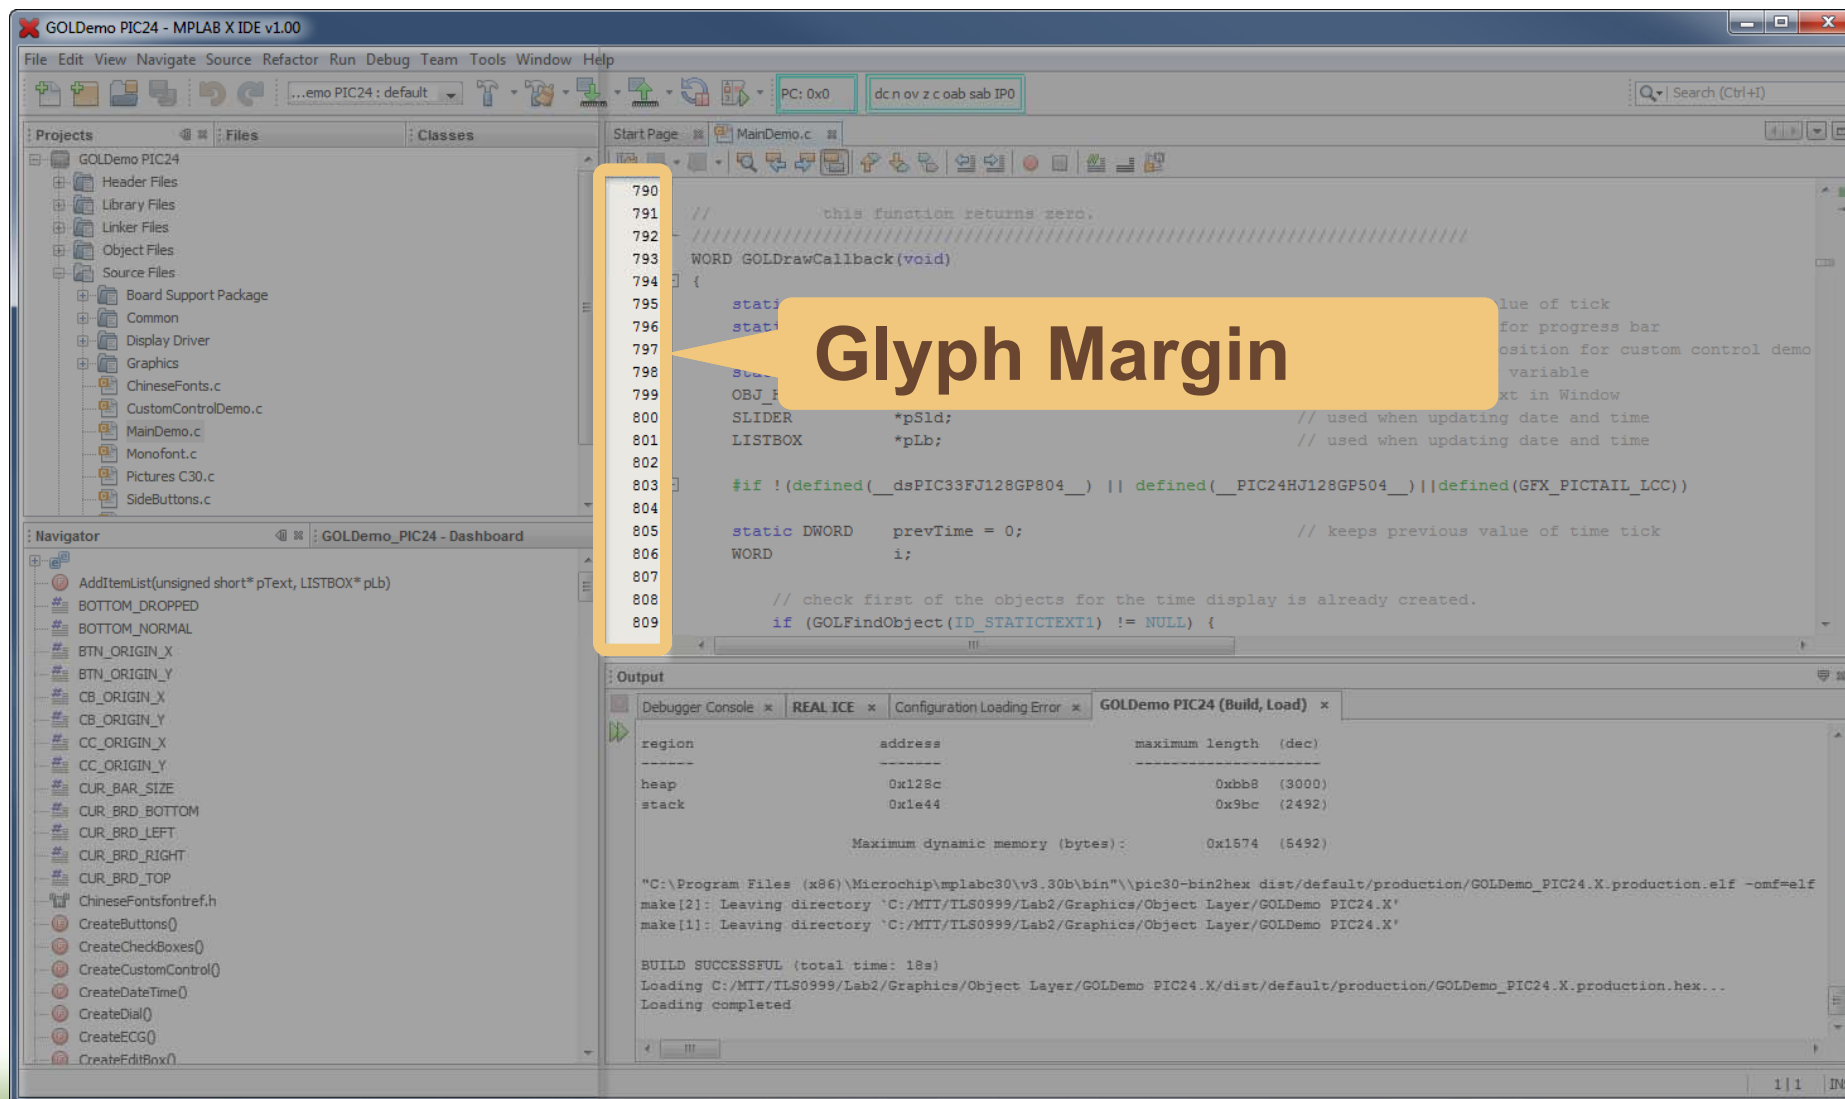 GOLDemo PIC24 - MPLAB X IDE v1.00
File Edit View Navigate Source Refactor Run Debug Team Tools Window Help
...emo PIC24 : default
PC: 0x0
dc n ov z c oab sab IP0
Search (Ctrl+I)
Projects
Files
Classes
GOLDemo PIC24
Header Files
Library Files
Linker Files
Object Files
Source Files
Board Support Package
Common
Display Driver
Graphics
ChineseFonts.c
CustomControlDemo.c
MainDemo.c
Monofont.c
Pictures C30.c
SideButtons.c
Navigator
GOLDemo_PIC24 - Dashboard
AddItemList(unsigned short* pText, LISTBOX* pLb)
BOTTOM_DROPPED
BOTTOM_NORMAL
BTN_ORIGIN_X
BTN_ORIGIN_Y
CB_ORIGIN_X
CB_ORIGIN_Y
CC_ORIGIN_X
CC_ORIGIN_Y
CUR_BAR_SIZE
CUR_BRD_BOTTOM
CUR_BRD_LEFT
CUR_BRD_RIGHT
CUR_BRD_TOP
ChineseFontsfontref.h
CreateButtons()
CreateCheckBoxes()
CreateCustomControl()
CreateDateTime()
CreateDial()
CreateECG()
CreateEditBox()
Start Page
MainDemo.c
790
791 // this function returns zero.
792 /////////////////////////////////////////////////////////////////////////////
793 WORD GOLDrawCallback(void)
794 {
795 stati lue of tick
796 stat for progress bar
797 osition for custom control demo
798 variable
799 OBJ_ xt in Window
800 SLIDER *pSld; // used when updating date and time
801 LISTBOX *pLb; // used when updating date and time
802
803 #if !(defined(__dsPIC33FJ128GP804__) || defined(__PIC24HJ128GP504__)||defined(GFX_PICTAIL_LCC))
804
805 static DWORD prevTime = 0; // keeps previous value of time tick
806 WORD i;
807
808 // check first of the objects for the time display is already created.
809 if (GOLFindObject(ID_STATICTEXT1) != NULL) {
Glyph Margin
Output
Debugger Console
REAL ICE
Configuration Loading Error
GOLDemo PIC24 (Build, Load)
region address maximum length (dec)
------ ------- ---------------------
heap 0x128c 0xbb8 (3000)
stack 0x1e44 0x9bc (2492)
Maximum dynamic memory (bytes): 0x1574 (5492)
"C:\Program Files (x86)\Microchip\mplabc30\v3.30b\bin"\\pic30-bin2hex dist/default/production/GOLDemo_PIC24.X.production.elf -omf=elf
make[2]: Leaving directory `C:/MTT/TLS0999/Lab2/Graphics/Object Layer/GOLDemo PIC24.X'
make[1]: Leaving directory `C:/MTT/TLS0999/Lab2/Graphics/Object Layer/GOLDemo PIC24.X'
BUILD SUCCESSFUL (total time: 18s)
Loading C:/MTT/TLS0999/Lab2/Graphics/Object Layer/GOLDemo PIC24.X/dist/default/production/GOLDemo_PIC24.X.production.hex...
Loading completed
1|1 IN